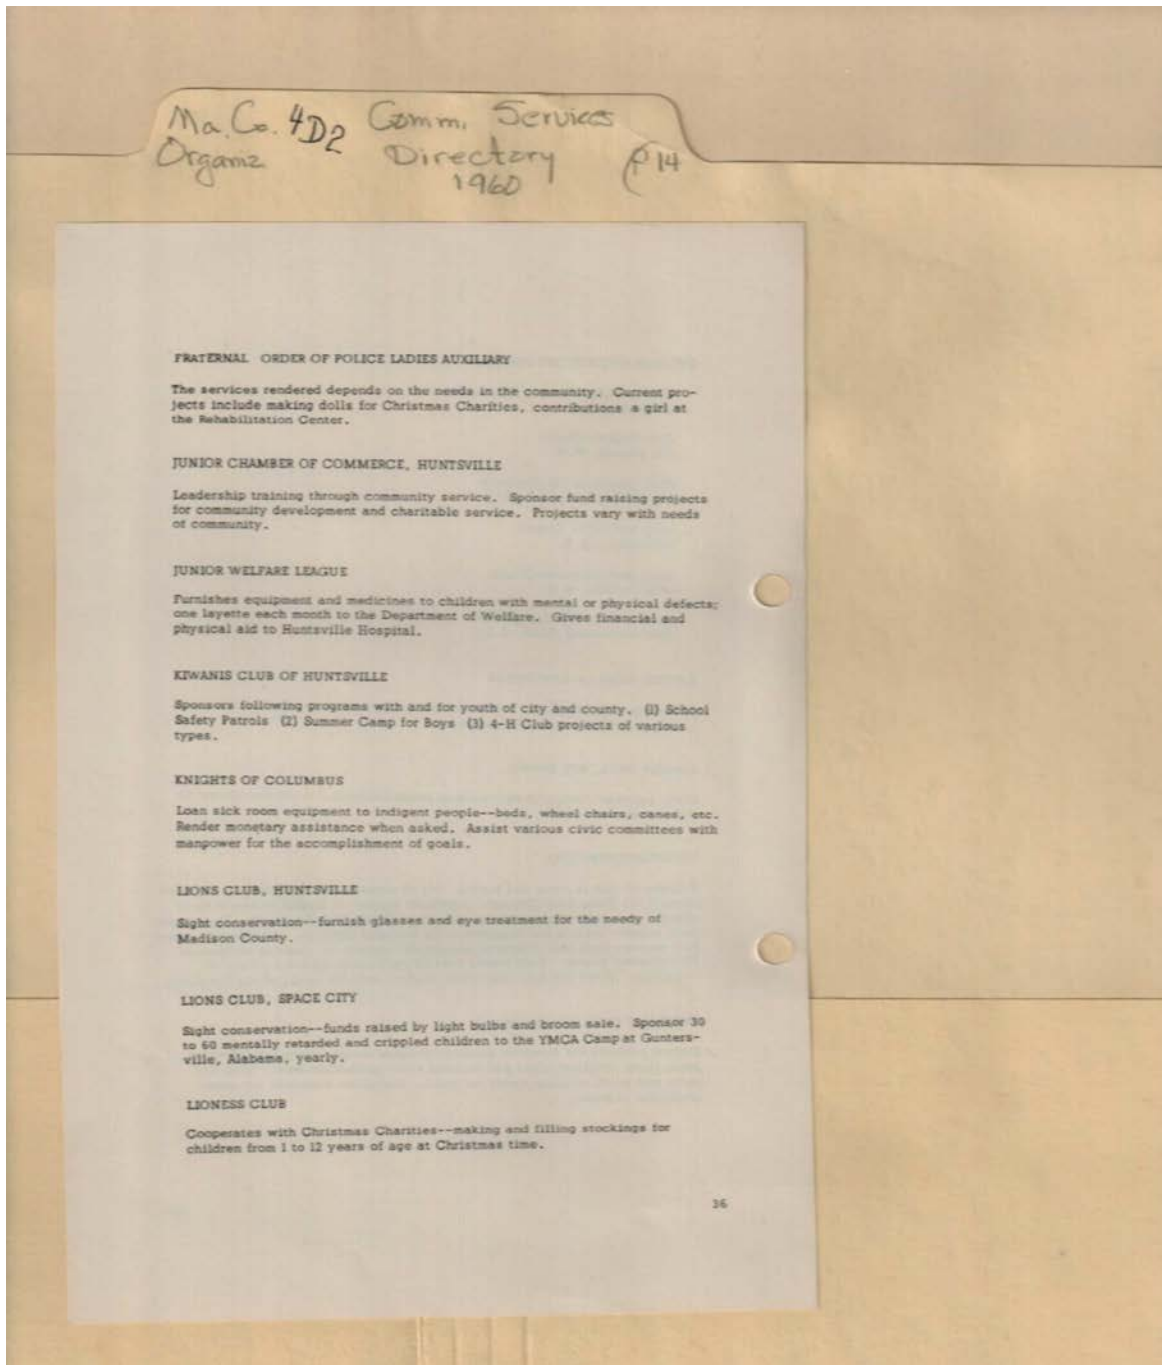 Ma. Co. 4D2 Comm. Services
Organiz Directory P 14
1960
FRATERNAL ORDER OF POLICE LADIES AUXILIARY
The services rendered depends on the needs in the community. Current pro-
jects include making dolls for Christmas Charities, contributions a girl at
the Rehabilitation Center.
JUNIOR CHAMBER OF COMMERCE, HUNTSVILLE
Leadership training through community service. Sponsor fund raising projects
for community development and charitable service. Projects vary with needs
of community.
JUNIOR WELFARE LEAGUE
Furnishes equipment and medicines to children with mental or physical defects;
one layette each month to the Department of Welfare. Gives financial and
physical aid to Huntsville Hospital.
KIWANIS CLUB OF HUNTSVILLE
Sponsors following programs with and for youth of city and county. (1) School
Safety Patrols (2) Summer Camp for Boys (3) 4-H Club projects of various
types.
KNIGHTS OF COLUMBUS
Loan sick room equipment to indigent people--beds, wheel chairs, canes, etc.
Render monetary assistance when asked. Assist various civic committees with
manpower for the accomplishment of goals.
LIONS CLUB, HUNTSVILLE
Sight conservation--furnish glasses and eye treatment for the needy of
Madison County.
LIONS CLUB, SPACE CITY
Sight conservation--funds raised by light bulbs and broom sale. Sponsor 30
to 60 mentally retarded and crippled children to the YMCA Camp at Gunters-
ville, Alabama, yearly.
LIONESS CLUB
Cooperates with Christmas Charities--making and filling stockings for
children from 1 to 12 years of age at Christmas time.
36